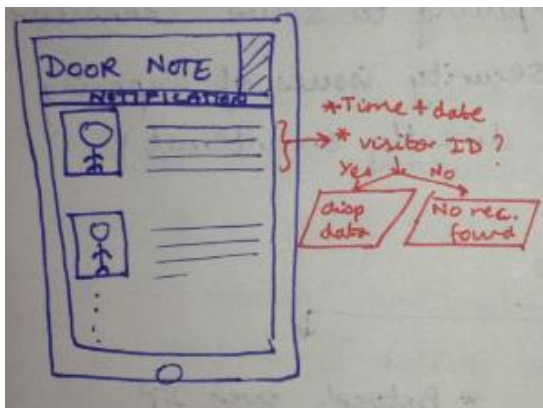 DOOR NOTE
NOTIFICATION
* Time + date
* visitor ID ?
Yes No
disp
data
No rec.
found